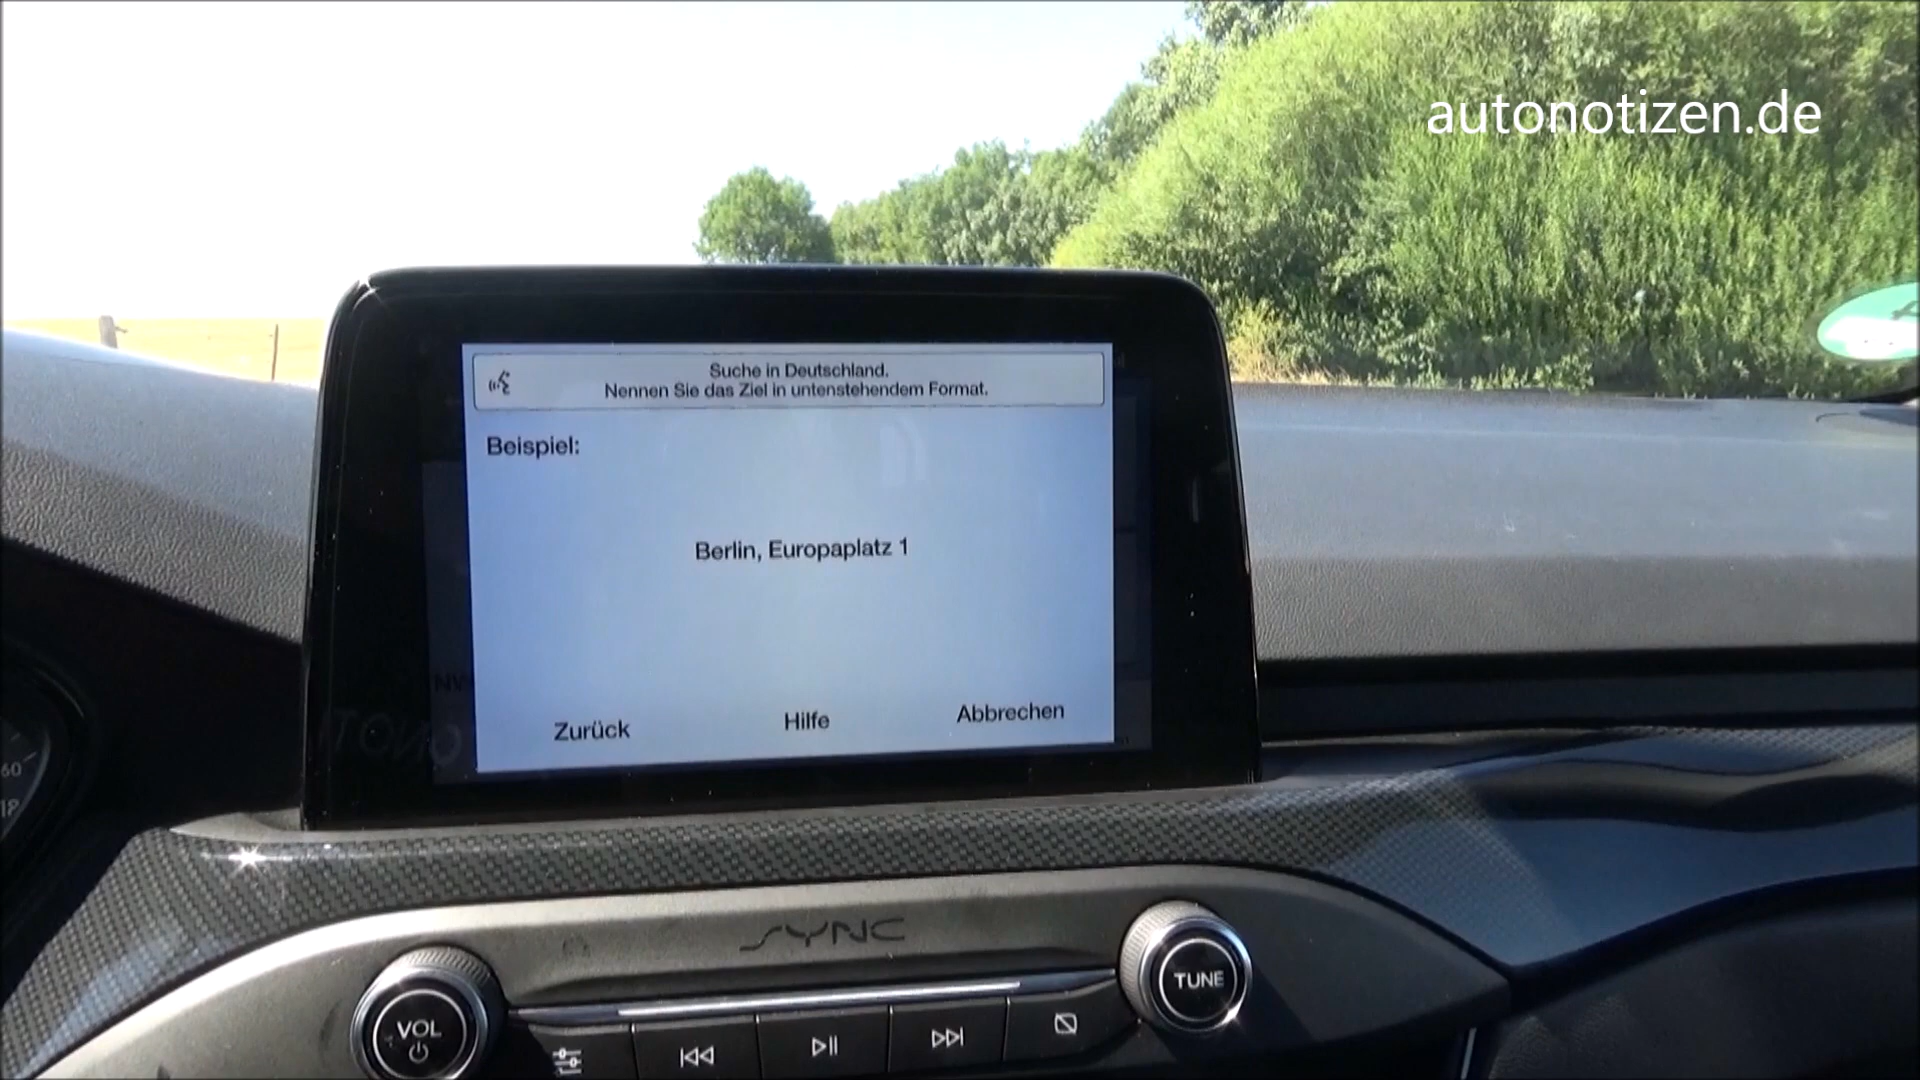 autonotizen.de
Suche in Deutschland.
Nennen Sie das Ziel in untenstehendem Format.
Beispiel:
Berlin, Europaplatz 1
Zurück
Hilfe
Abbrechen
60
SYNC
VOL
TUNE